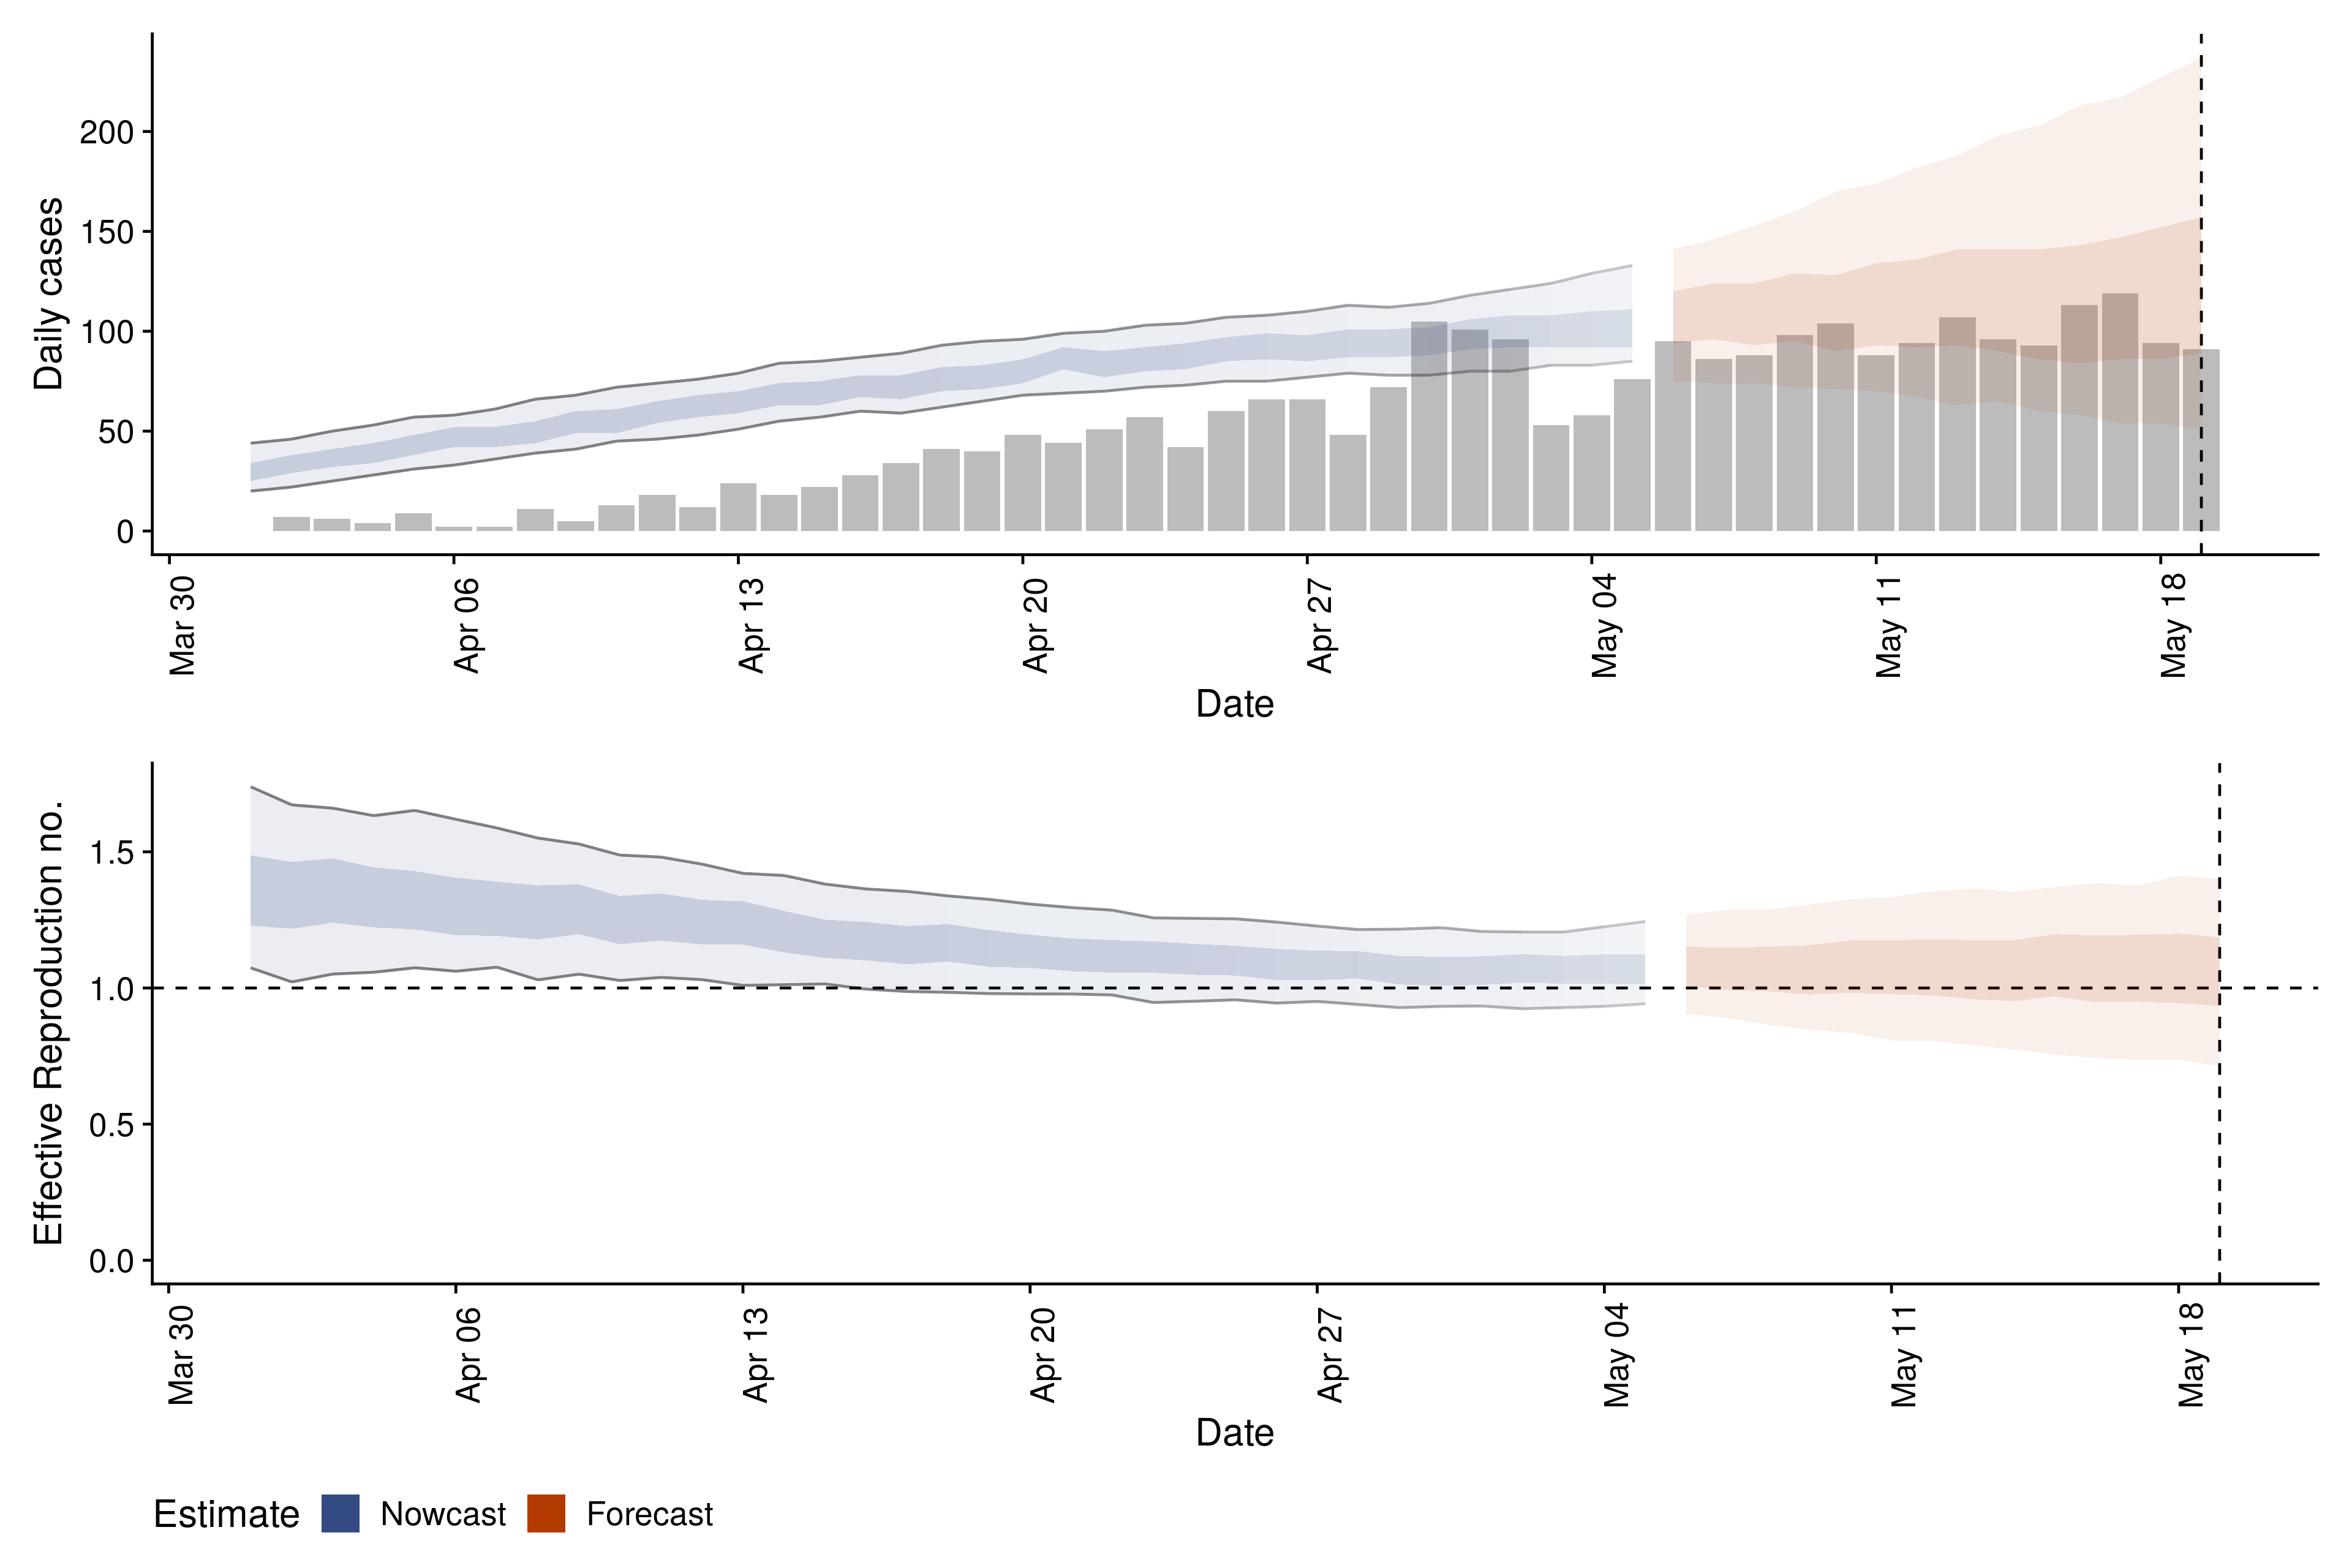 Daily cases
200
150
100
50
0
Mar 30
Apr 06
Apr 13
Apr 20
Apr 27
May 04
May 11
May 18
Date
Effective Reproduction no.
1.5
1.0
0.5
0.0
Mar 30
Apr 06
Apr 13
Apr 20
Apr 27
May 04
May 11
May 18
Date
Estimate Nowcast Forecast